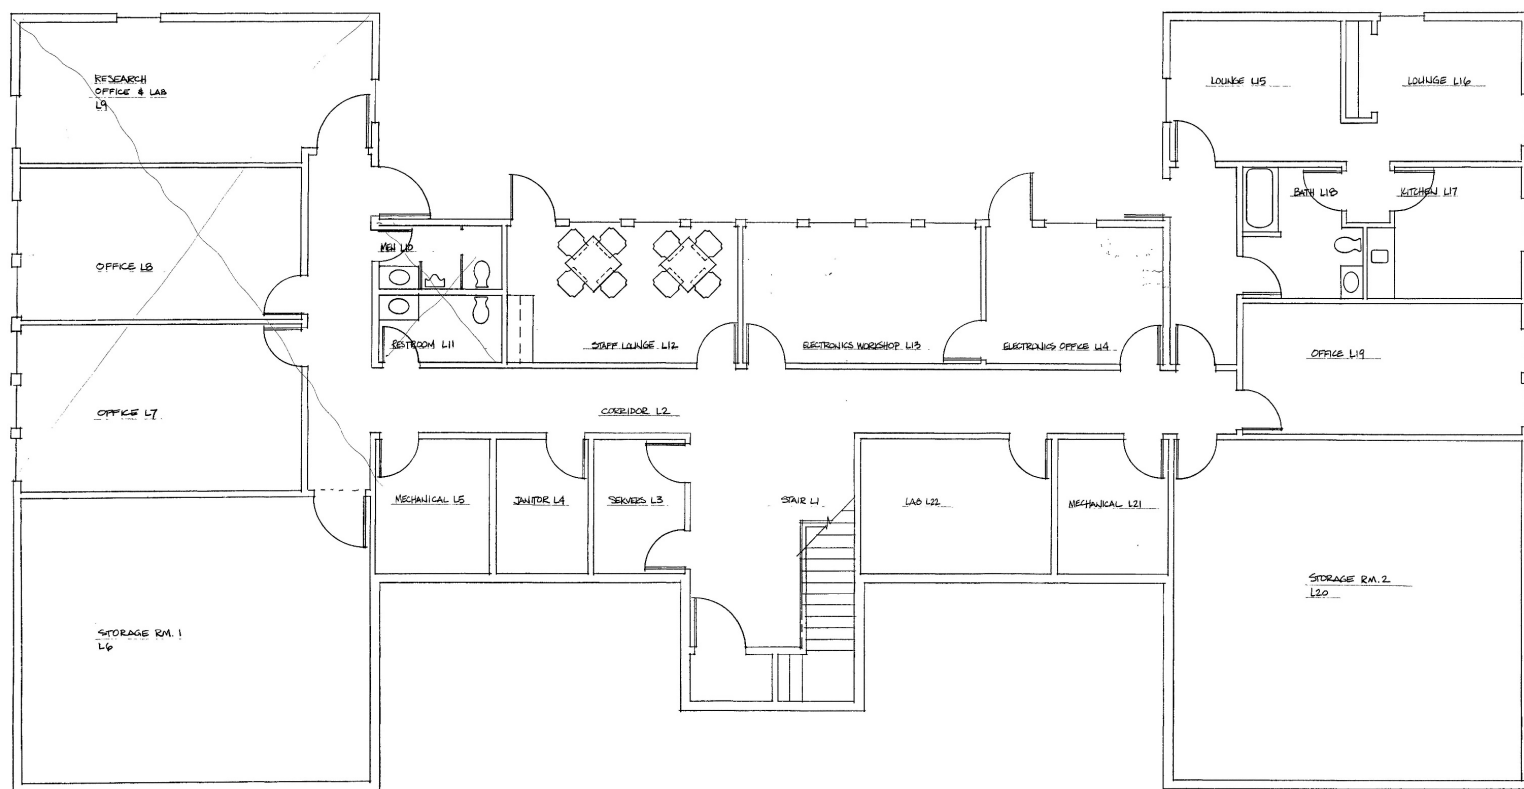 RESEARCH
OFFICE & LAB
L9
LOUNGE L15
LOUNGE L16
BATH L18
KITCHEN L17
MEN L10
OFFICE L8
RESTROOM L11
STAFF LOUNGE L12
ELECTRONICS WORKSHOP L13
ELECTRONICS OFFICE L14
OFFICE L19
OFFICE L7
CORRIDOR L2
MECHANICAL L5
JANITOR L4
SERVERS L3
STAIR L1
LAB L22
MECHANICAL L21
STORAGE RM. 2
L20
STORAGE RM. 1
L6